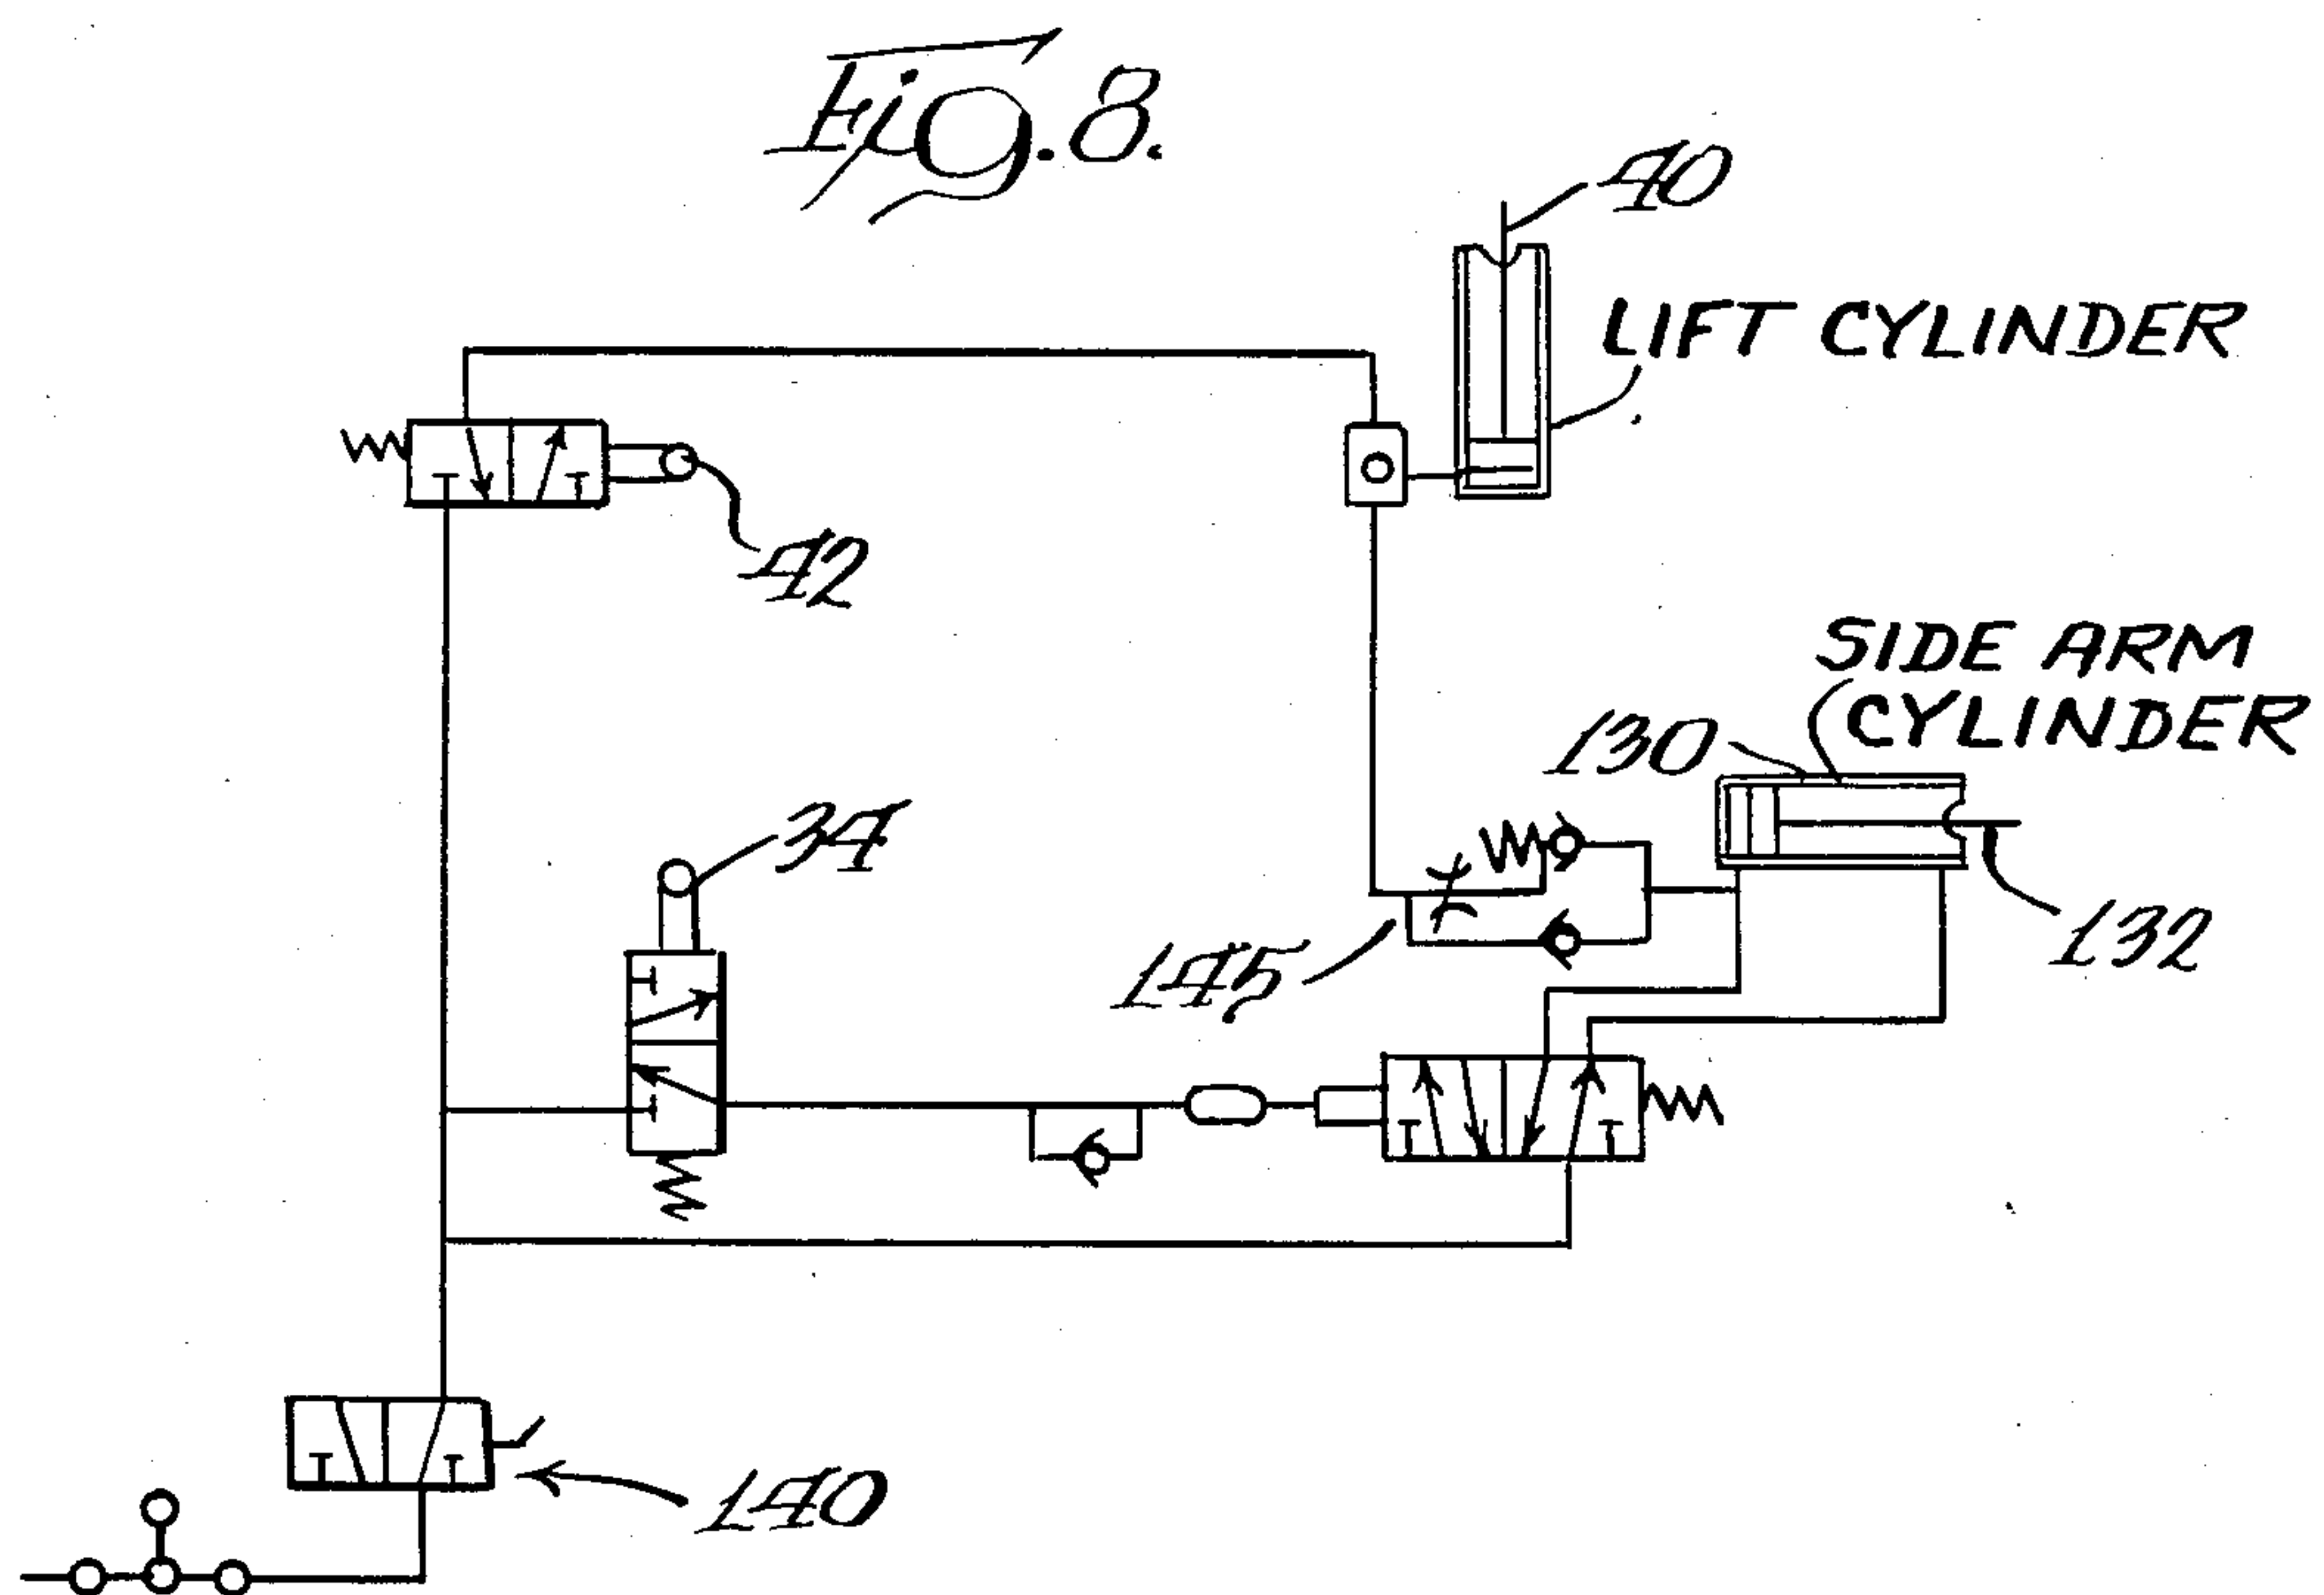 Fig. 8.
40
LIFT CYLINDER
42
SIDE ARM
CYLINDER
130
34
132
145
140